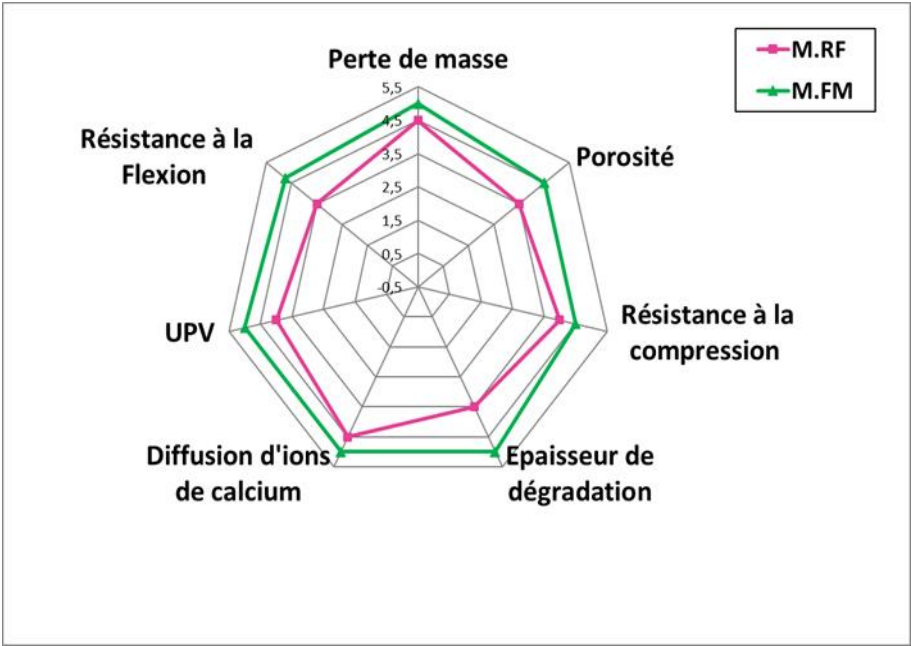 Perte de masse
M.RF
M.FM
5,5
4,5
3,5
2,5
1,5
0,5
-0,5
Résistance à la
Flexion
Porosité
UPV
Résistance à la
compression
Diffusion d'ions
de calcium
Epaisseur de
dégradation